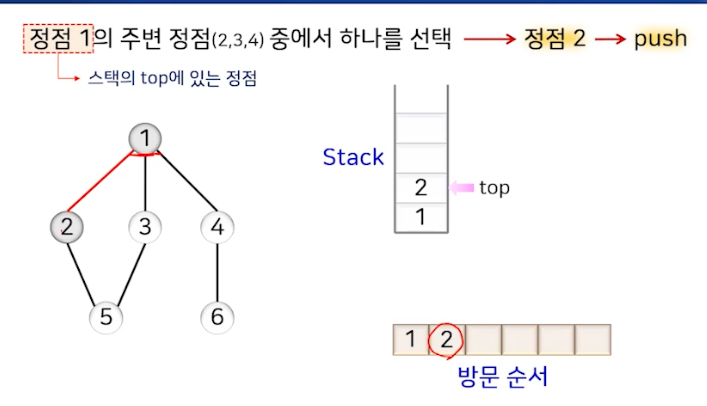 정점 1의 주변 정점(2,3,4) 중에서 하나를 선택 → 정점 2 → push
스택의 top에 있는 정점
1
2 3 4
5 6
Stack
2 top
1
1 2
방문 순서